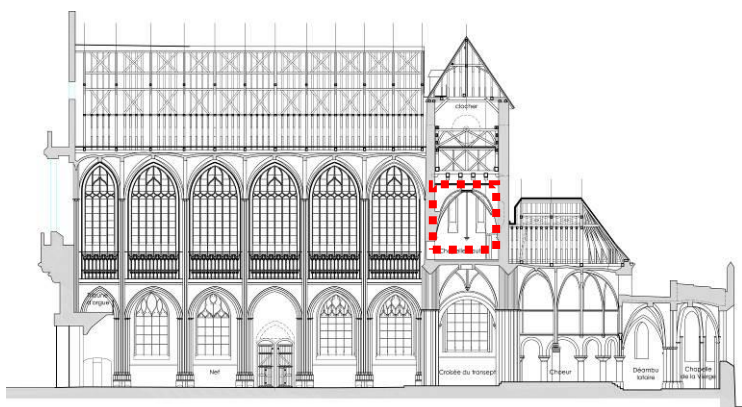 clocher
Tribune
d'orgue
Nef
Croisée du transept
Choeur
Déambu
latoire
Chapelle
de la Vierge